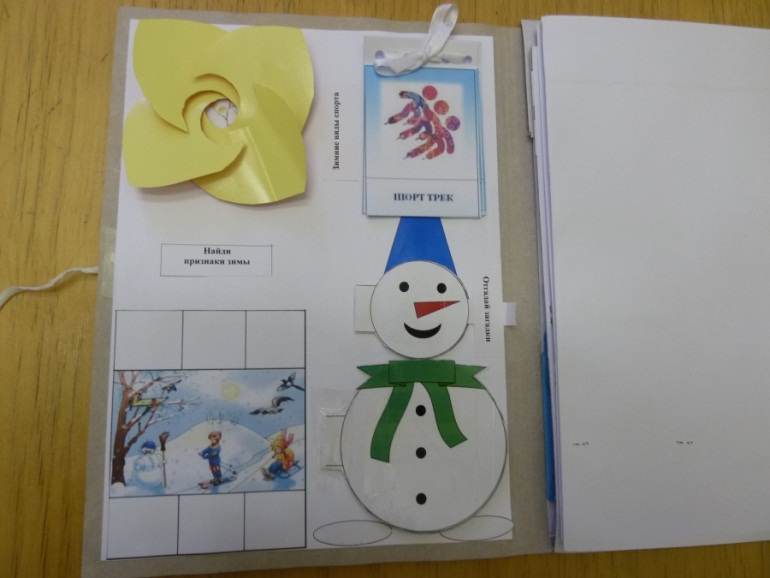 Зимние виды спорта
ШОРТ ТРЕК
Найди
признаки зимы
Отгадай загадки